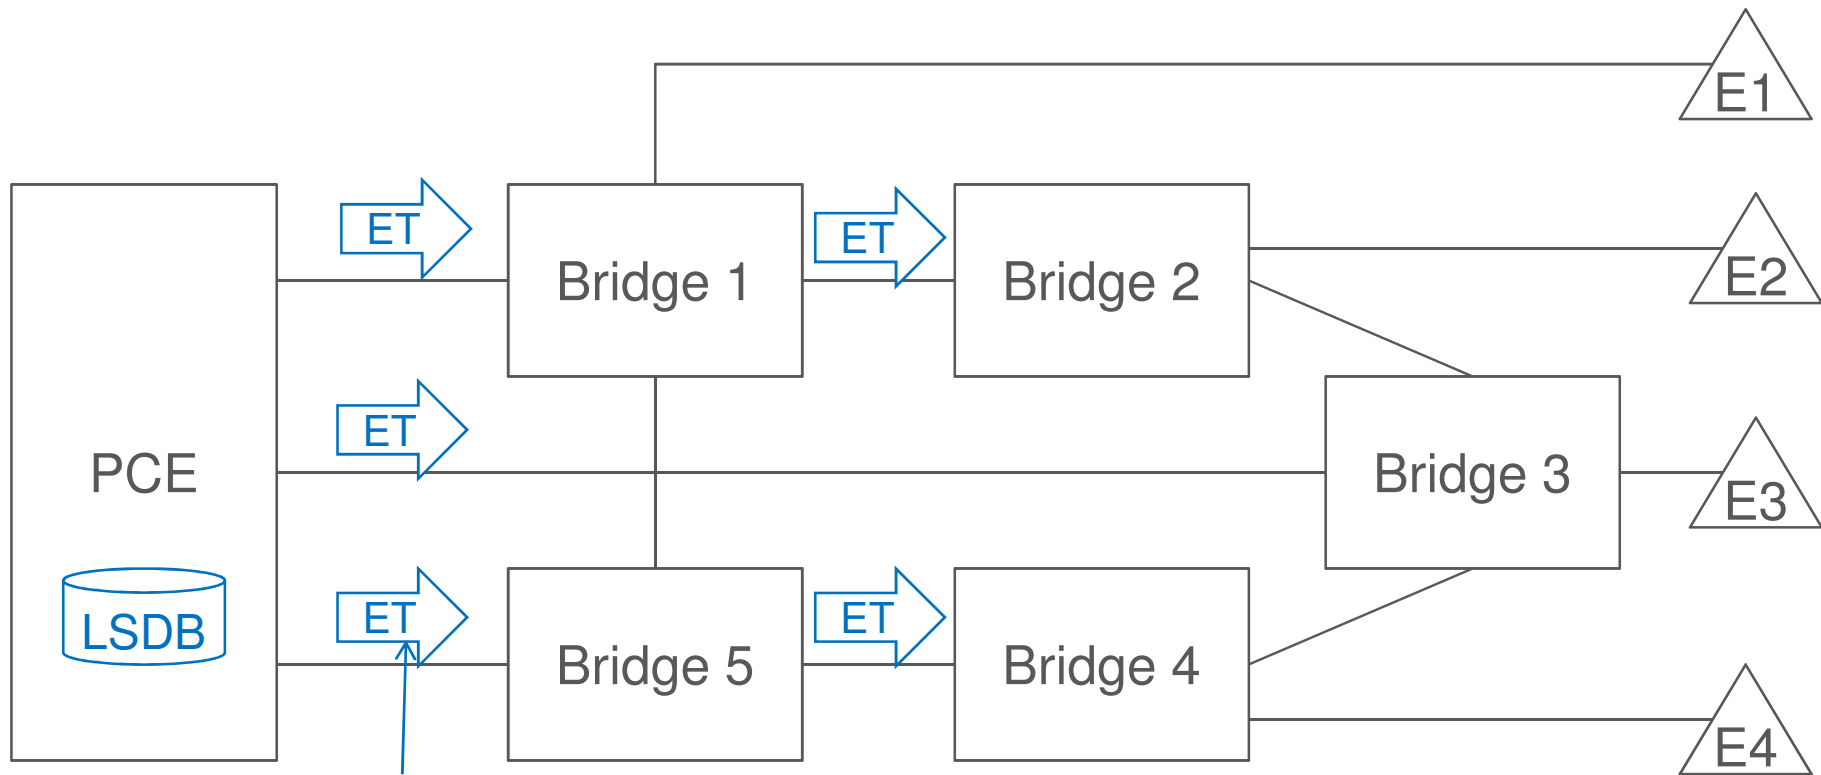 E1
ET
ET
Bridge 1
Bridge 2
E2
ET
PCE
Bridge 3
E3
LSDB
ET
ET
Bridge 5
Bridge 4
E4